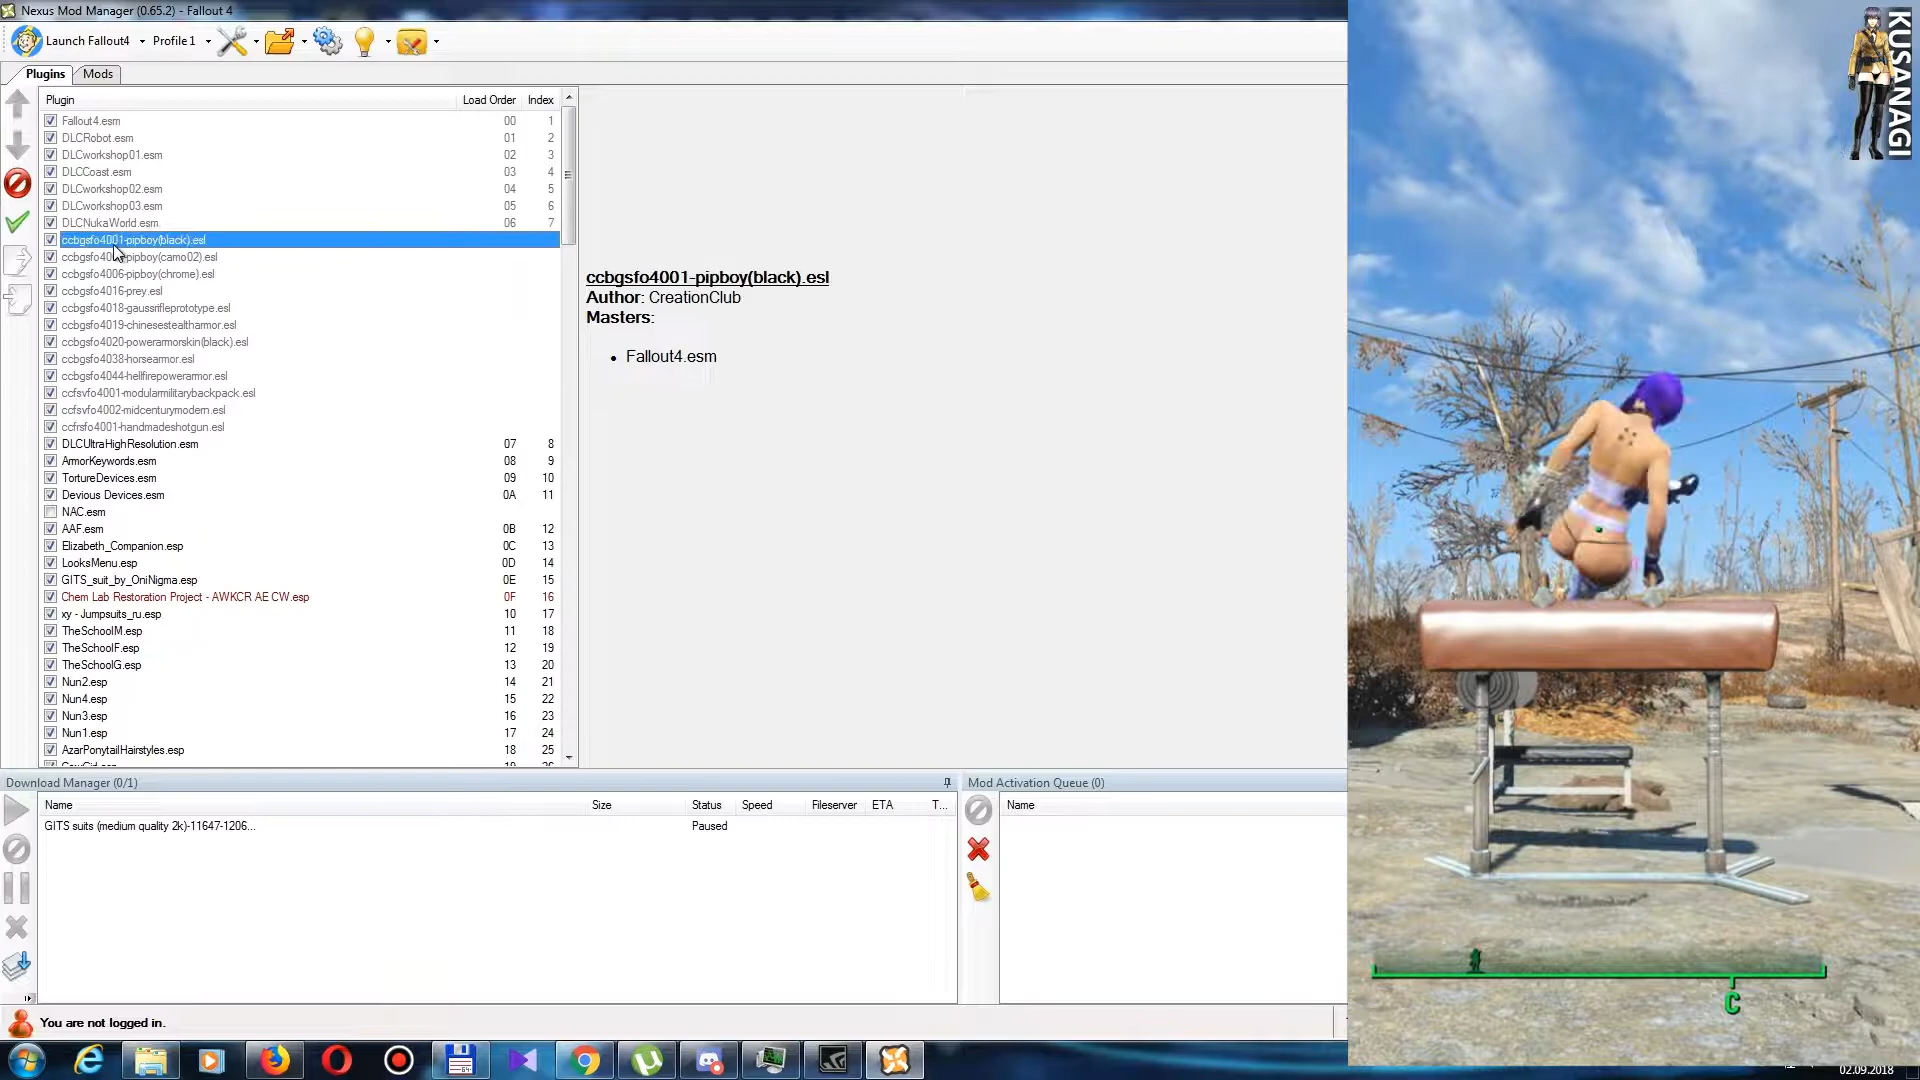 Nexus Mod Manager (0.65.2) - Fallout 4
Launch Fallout4 Profile1
Plugins Mods
Plugin Load Order Index
Fallout4.esm 00 1
DLCRobot.esm 01 2
DLCworkshop01.esm 02 3
DLCCoast.esm 03 4
DLCworkshop02.esm 04 5
DLCworkshop03.esm 05 6
DLCNukaWorld.esm 06 7
ccbgsfo4001-pipboy(black).esl
pipboy(camo02).esl
ccbgsfo4006-pipboy(chrome).esl
ccbgsfo4016-prey.esl
ccbgsfo4018-gaussrifleprototype.esl
ccbgsfo4019-chinesestealtharmor.esl
ccbgsfo4020-powerarmorskin(black).esl
ccbgsfo4038-horsearmor.esl
ccbgsfo4044-hellfirepowerarmor.esl
ccfsvfo4001-modularmilitarybackpack.esl
ccfsvfo4002-midcenturymodern.esl
ccfrsfo4001-handmadeshotgun.esl
DLCUltraHighResolution.esm 07 8
ArmorKeywords.esm 08 9
TortureDevices.esm 09 10
Devious Devices.esm 0A 11
NAC.esm
AAF.esm 0B 12
Elizabeth_Companion.esp 0C 13
LooksMenu.esp 0D 14
GITS_suit_by_OniNigma.esp 0E 15
Chem Lab Restoration Project - AWKCR AE CW.esp 0F 16
xy - Jumpsuits_ru.esp 10 17
TheSchoolM.esp 11 18
TheSchoolF.esp 12 19
TheSchoolG.esp 13 20
Nun2.esp 14 21
Nun4.esp 15 22
Nun3.esp 16 23
Nun1.esp 17 24
AzarPonytailHairstyles.esp 18 25
ccbgsfo4001-pipboy(black).esl
Author: CreationClub
Masters:
• Fallout4.esm
KUSANAGI
C
Download Manager (0/1)
Name Size Status Speed Fileserver ETA T...
GITS suits (medium quality 2k)-11647-1206... Paused
Mod Activation Queue (0)
Name
You are not logged in.
64
02.09.2018